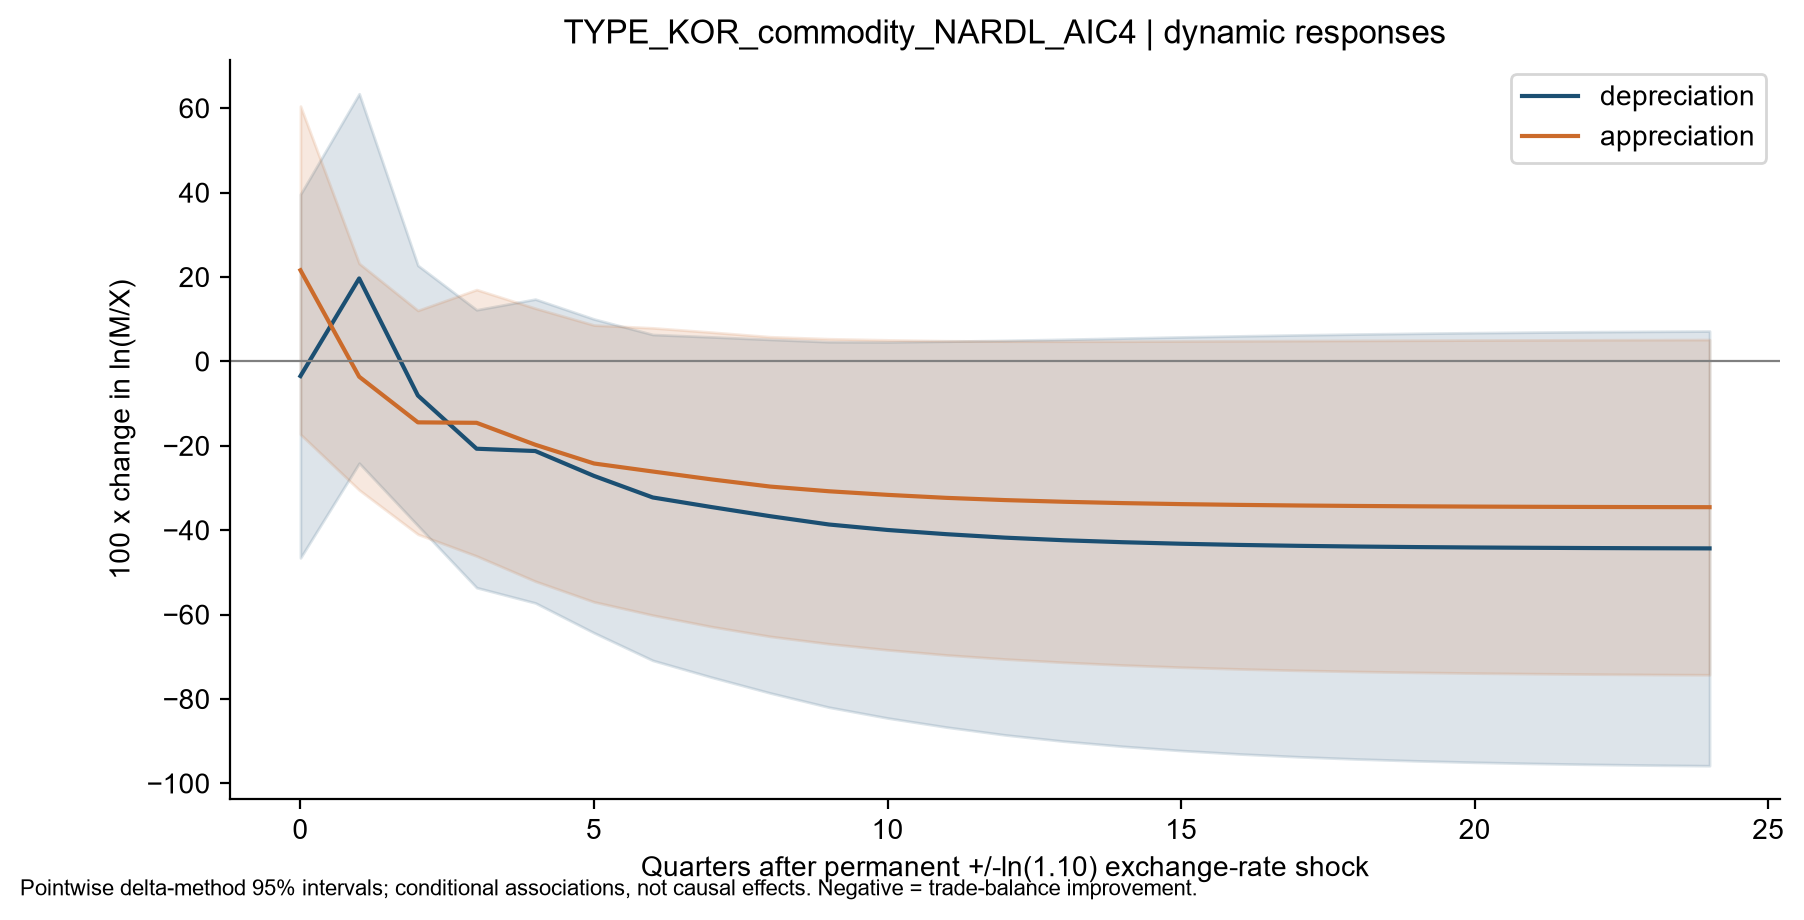 TYPE_KOR_commodity_NARDL_AIC4 | dynamic responses
depreciation
appreciation
100 x change in ln(M/X)
60
40
20
0
−20
−40
−60
−80
−100
0
5
10
15
20
25
Quarters after permanent +/-ln(1.10) exchange-rate shock
Pointwise delta-method 95% intervals; conditional associations, not causal effects. Negative = trade-balance improvement.